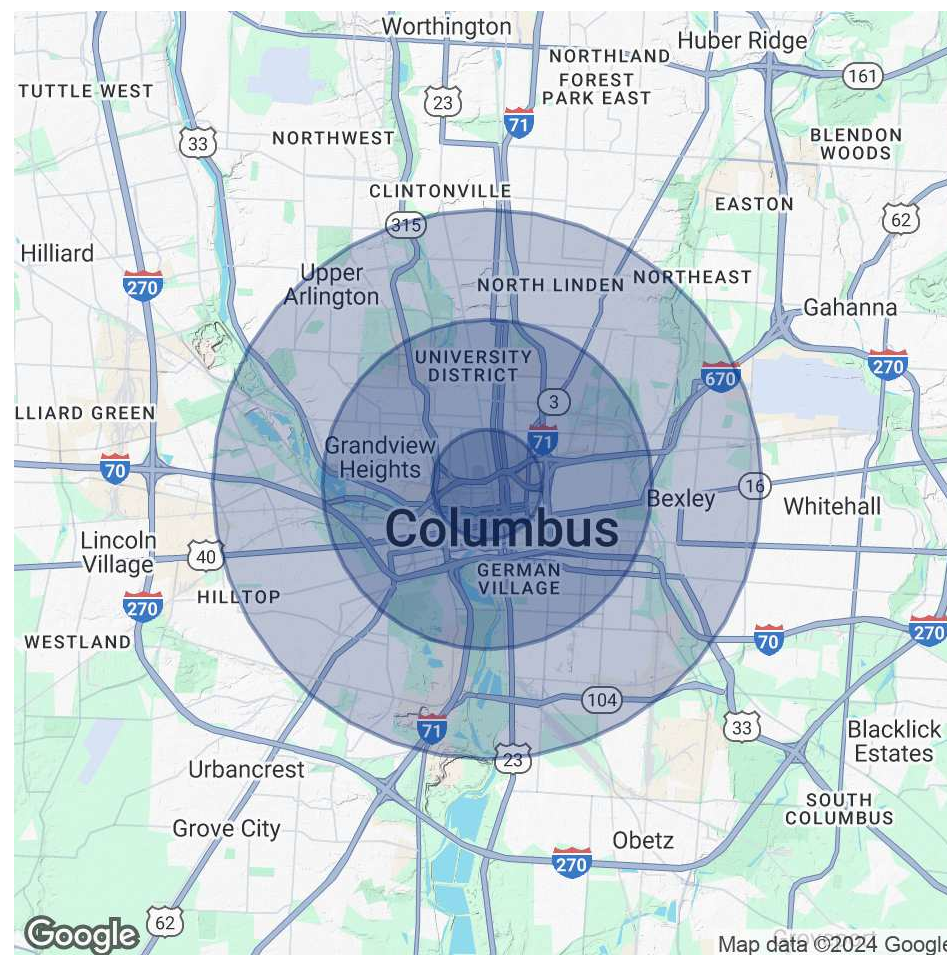 Worthington
Huber Ridge
NORTHLAND
FOREST
PARK EAST
161
TUTTLE WEST
23
71
33
NORTHWEST
BLENDON
WOODS
CLINTONVILLE
EASTON
62
315
Hilliard
Upper
Arlington
NORTH LINDEN
NORTHEAST
270
Gahanna
UNIVERSITY
DISTRICT
270
670
3
LLIARD GREEN
71
Grandview
Heights
70
16
Bexley
Whitehall
Columbus
Lincoln
Village
40
GERMAN
VILLAGE
HILLTOP
270
WESTLAND
70
270
104
71
33
23
Blacklick
Estates
Urbancrest
SOUTH
COLUMBUS
Grove City
Obetz
270
62
Google
Map data ©2024 Google